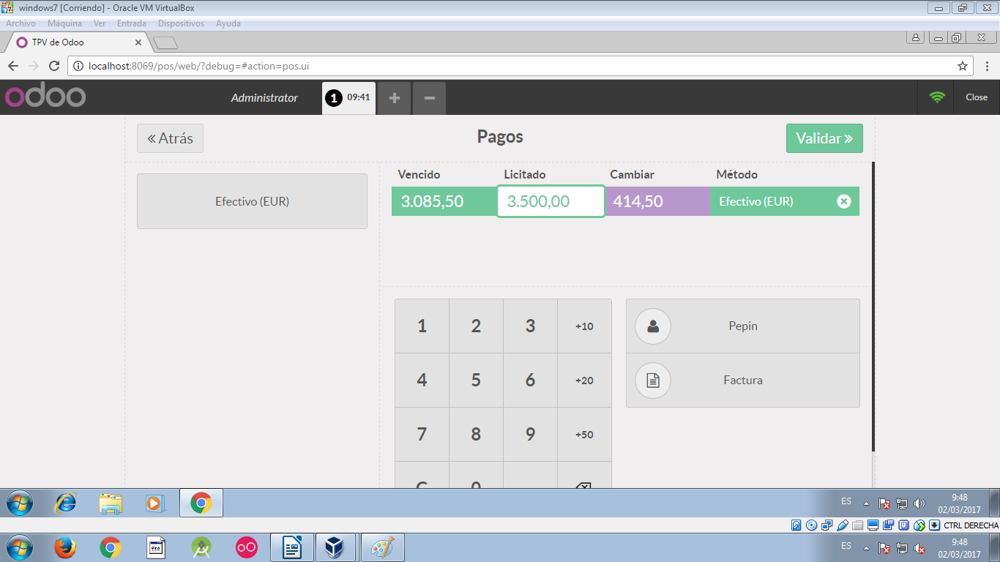 windows7 [Corriendo] - Oracle VM VirtualBox
Archivo Máquina Ver Entrada Dispositivos Ayuda
TPV de Odoo
localhost:8069/pos/web/?debug=#action=pos.ui
odoo Administrator 1 09:41 + − Close
« Atrás Pagos Validar »
Vencido Licitado Cambiar Método
Efectivo (EUR) 3.085,50 3.500,00 414,50 Efectivo (EUR)
1 2 3 +10 Pepin
4 5 6 +20 Factura
7 8 9 +50
C 0
ES 9:48
02/03/2017
CTRL DERECHA
ES 9:48
02/03/2017